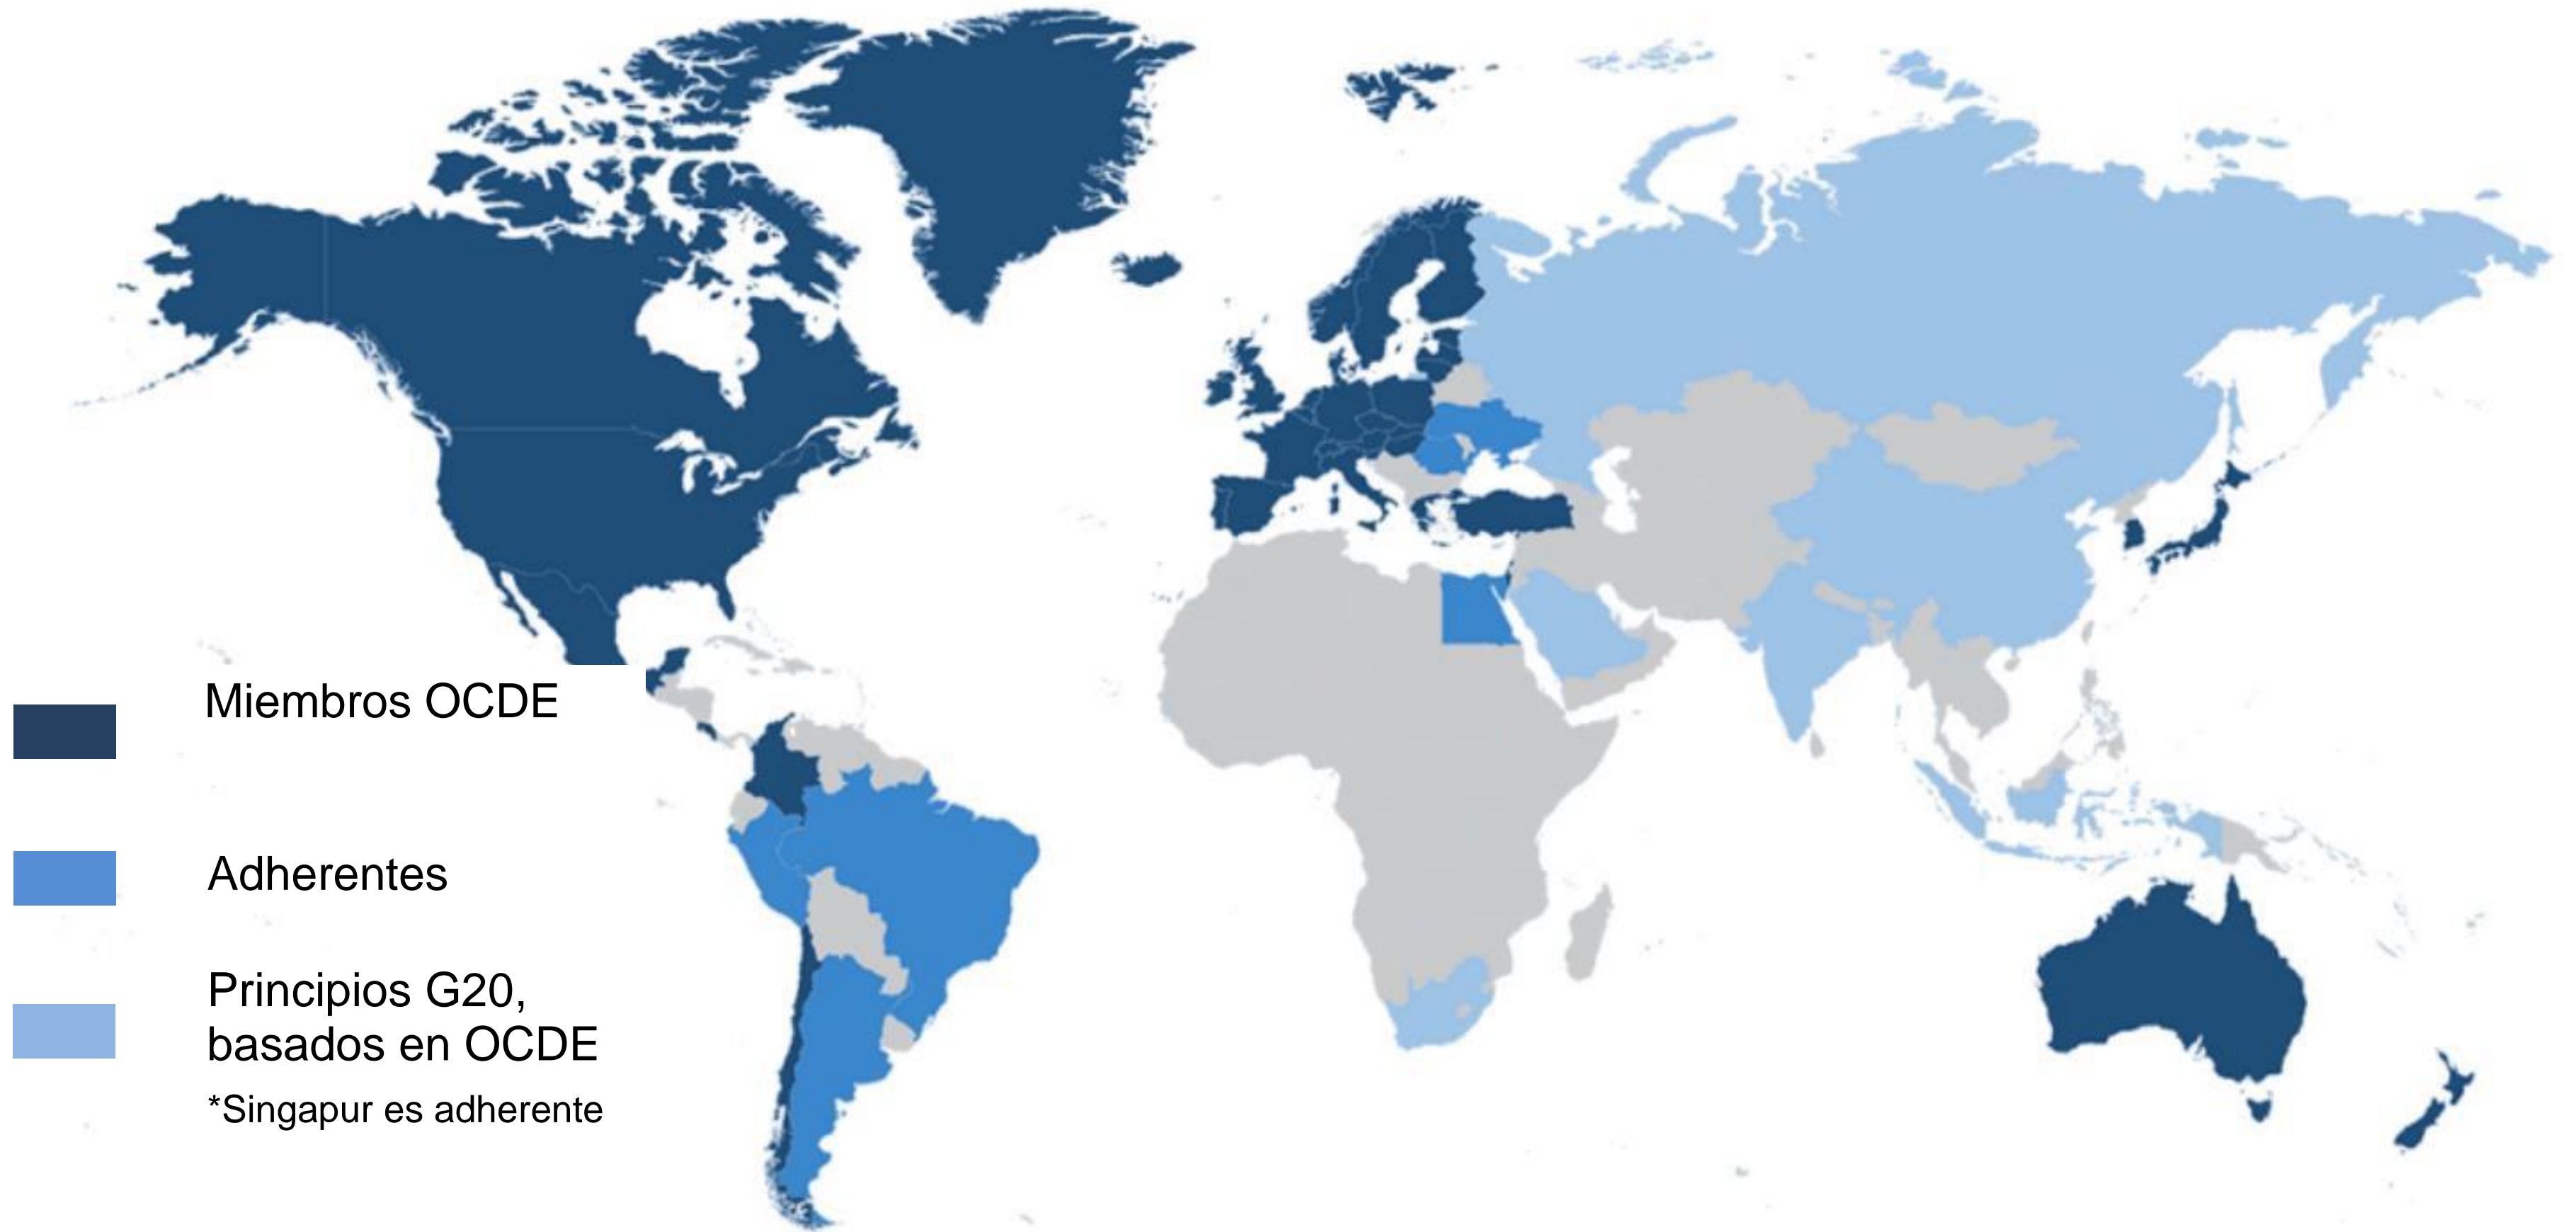 Miembros OCDE
Adherentes
Principios G20,
basados en OCDE
*Singapur es adherente